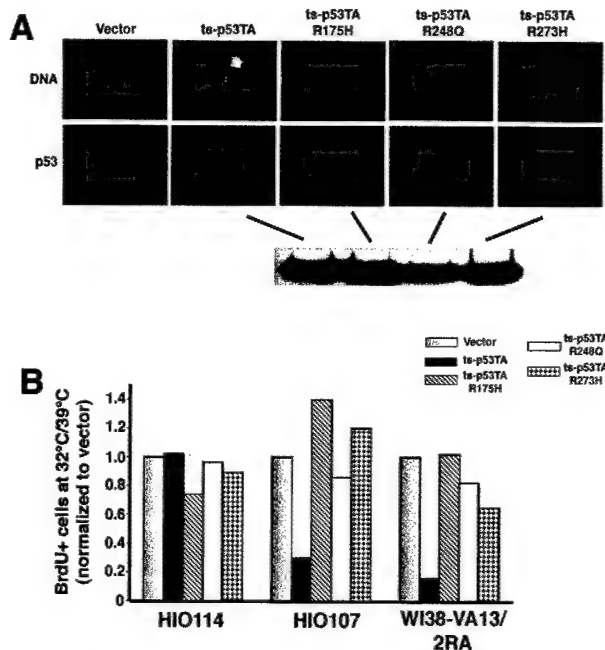 A
Vector
ts-p53TA
ts-p53TA
R175H
ts-p53TA
R248Q
ts-p53TA
R273H
DNA
p53
B
Vector
ts-p53TA
ts-p53TA
R175H
ts-p53TA
R248Q
ts-p53TA
R273H
BrdU+ cells at 32°C/39°C
(normalized to vector)
1.4
1.2
1.0
0.8
0.6
0.4
0.2
0
HIO114
HIO107
WI38-VA13/
2RA